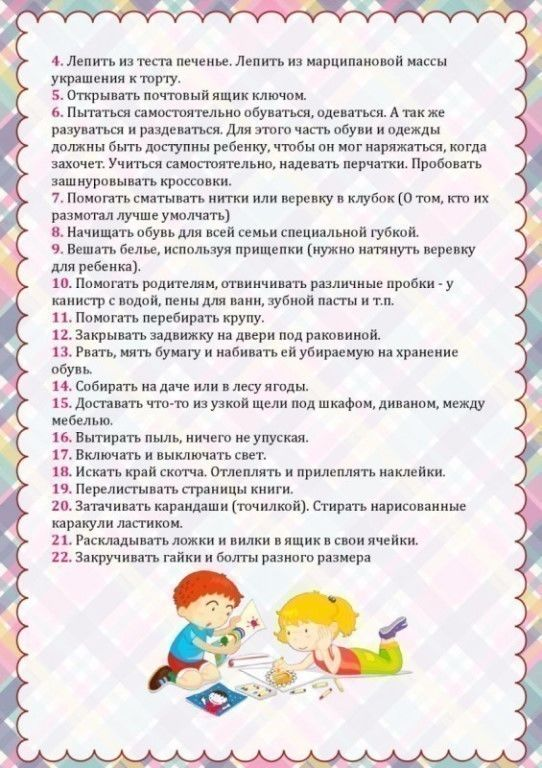 4. Лепить из теста печенье. Лепить из марципановой массы
украшения к торту.
5. Открывать почтовый ящик ключом.
6. Пытаться самостоятельно обуваться, одеваться. А так же
разуваться и раздеваться. Для этого часть обуви и одежды
должны быть доступны ребенку, чтобы он мог наряжаться, когда
захочет. Учиться самостоятельно, надевать перчатки. Пробовать
зашнуровывать кроссовки.
7. Помогать сматывать нитки или веревку в клубок (О том, кто их
размотал лучше умолчать)
8. Начищать обувь для всей семьи специальной губкой.
9. Вешать белье, используя прищепки (нужно натянуть веревку
для ребенка).
10. Помогать родителям, отвинчивать различные пробки - у
канистр с водой, пены для ванн, зубной пасты и т.п.
11. Помогать перебирать крупу.
12. Закрывать задвижку на двери под раковиной.
13. Рвать, мять бумагу и набивать ей убираемую на хранение
обувь.
14. Собирать на даче или в лесу ягоды.
15. Доставать что-то из узкой щели под шкафом, диваном, между
мебелью.
16. Вытирать пыль, ничего не упуская.
17. Включать и выключать свет.
18. Искать край скотча. Отлеплять и прилеплять наклейки.
19. Перелистывать страницы книги.
20. Затачивать карандаши (точилкой). Стирать нарисованные
каракули ластиком.
21. Раскладывать ложки и вилки в ящик в свои ячейки.
22. Закручивать гайки и болты разного размера